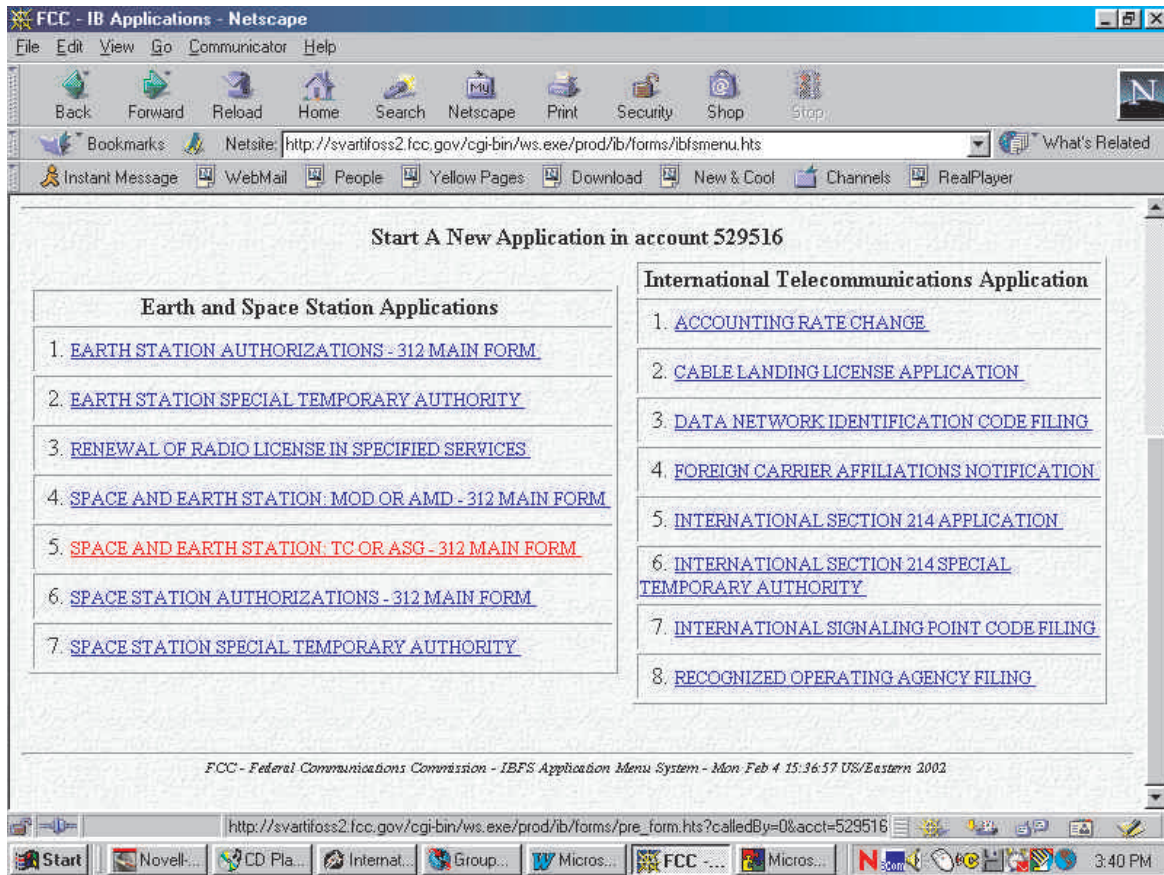 FCC - IB Applications - Netscape
File Edit View Go Communicator Help
Back Forward Reload Home Search Netscape Print Security Shop Stop
My
N
Bookmarks Netsite: http://svartifoss2.fcc.gov/cgi-bin/ws.exe/prod/ib/forms/ibfsmenu.hts What's Related
Instant Message WebMail People Yellow Pages Download New & Cool Channels RealPlayer
Start A New Application in account 529516
Earth and Space Station Applications
1. EARTH STATION AUTHORIZATIONS - 312 MAIN FORM
2. EARTH STATION SPECIAL TEMPORARY AUTHORITY
3. RENEWAL OF RADIO LICENSE IN SPECIFIED SERVICES
4. SPACE AND EARTH STATION: MOD OR AMD - 312 MAIN FORM
5. SPACE AND EARTH STATION: TC OR ASG - 312 MAIN FORM
6. SPACE STATION AUTHORIZATIONS - 312 MAIN FORM
7. SPACE STATION SPECIAL TEMPORARY AUTHORITY
International Telecommunications Application
1. ACCOUNTING RATE CHANGE
2. CABLE LANDING LICENSE APPLICATION
3. DATA NETWORK IDENTIFICATION CODE FILING
4. FOREIGN CARRIER AFFILIATIONS NOTIFICATION
5. INTERNATIONAL SECTION 214 APPLICATION
6. INTERNATIONAL SECTION 214 SPECIAL
TEMPORARY AUTHORITY
7. INTERNATIONAL SIGNALING POINT CODE FILING
8. RECOGNIZED OPERATING AGENCY FILING
FCC - Federal Communications Commission - IBFS Application Menu System - Mon Feb 4 15:36:57 US/Eastern 2002
http://svartifoss2.fcc.gov/cgi-bin/ws.exe/prod/ib/forms/pre_form.hts?calledBy=0&acct=529516
Start Novell-... CD Pla... Internat... Group... Micros... FCC -... Micros... N 3com 3:40 PM